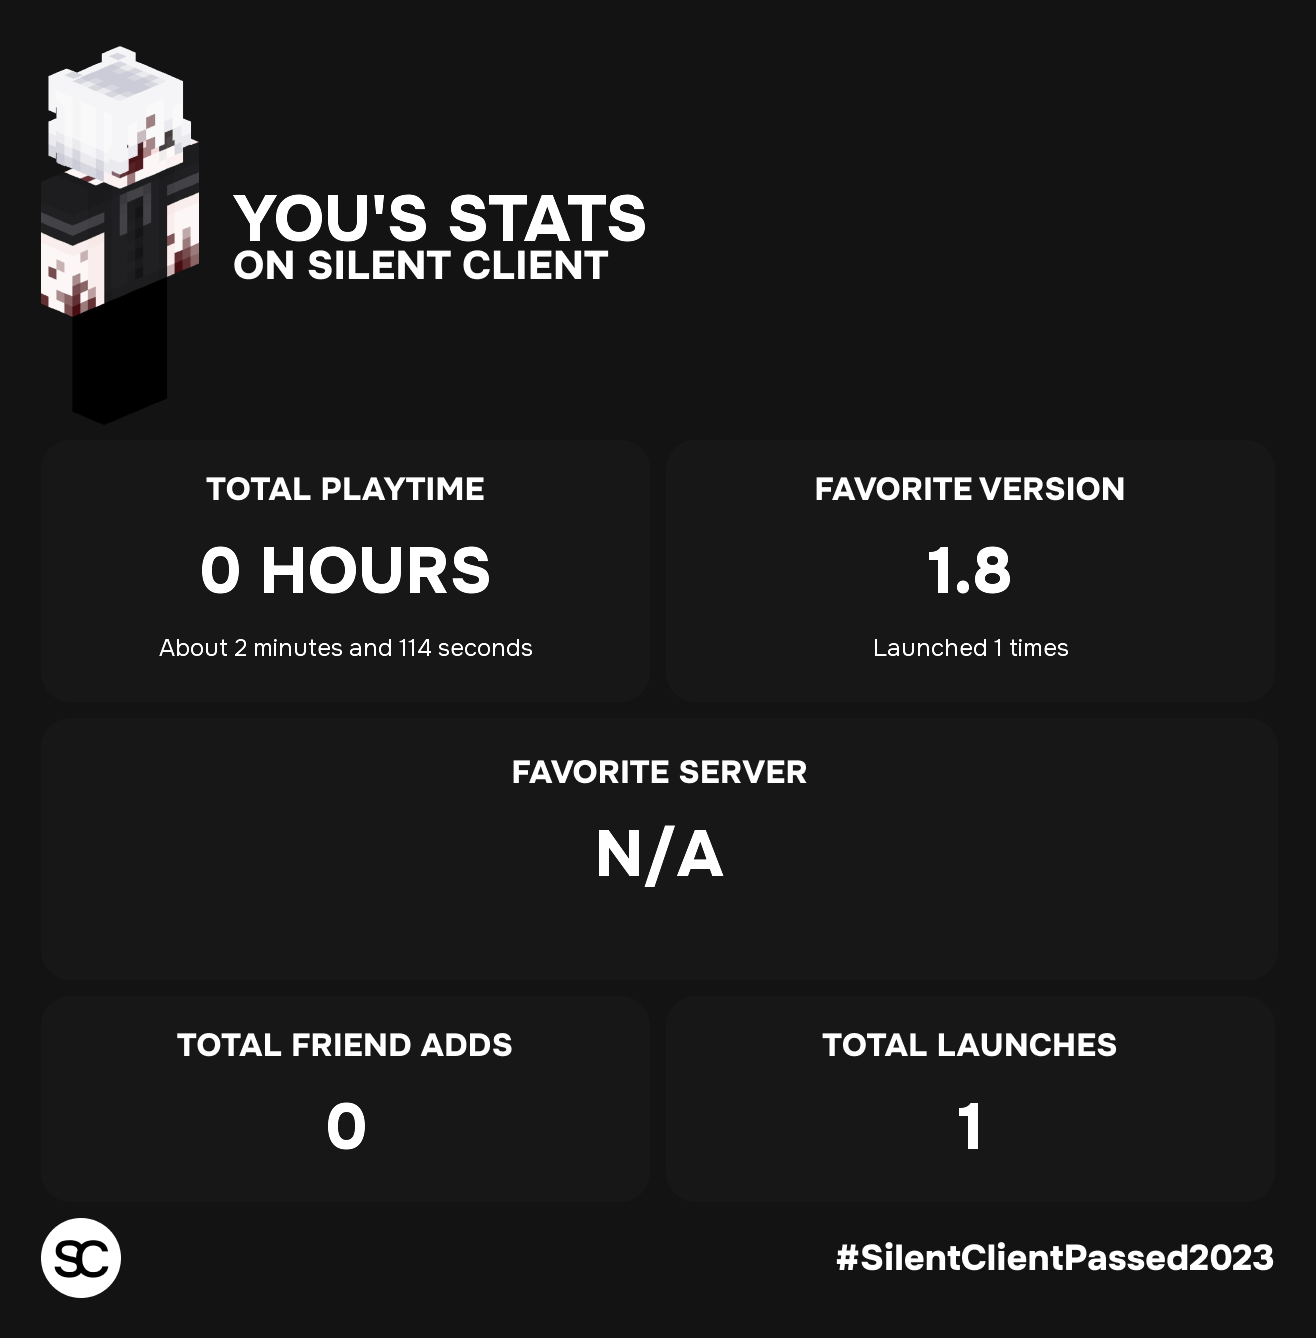 YOU'S STATS
ON SILENT CLIENT
TOTAL PLAYTIME
0 HOURS
About 2 minutes and 114 seconds
FAVORITE VERSION
1.8
Launched 1 times
FAVORITE SERVER
N/A
TOTAL FRIEND ADDS
0
TOTAL LAUNCHES
1
SC
#SilentClientPassed2023